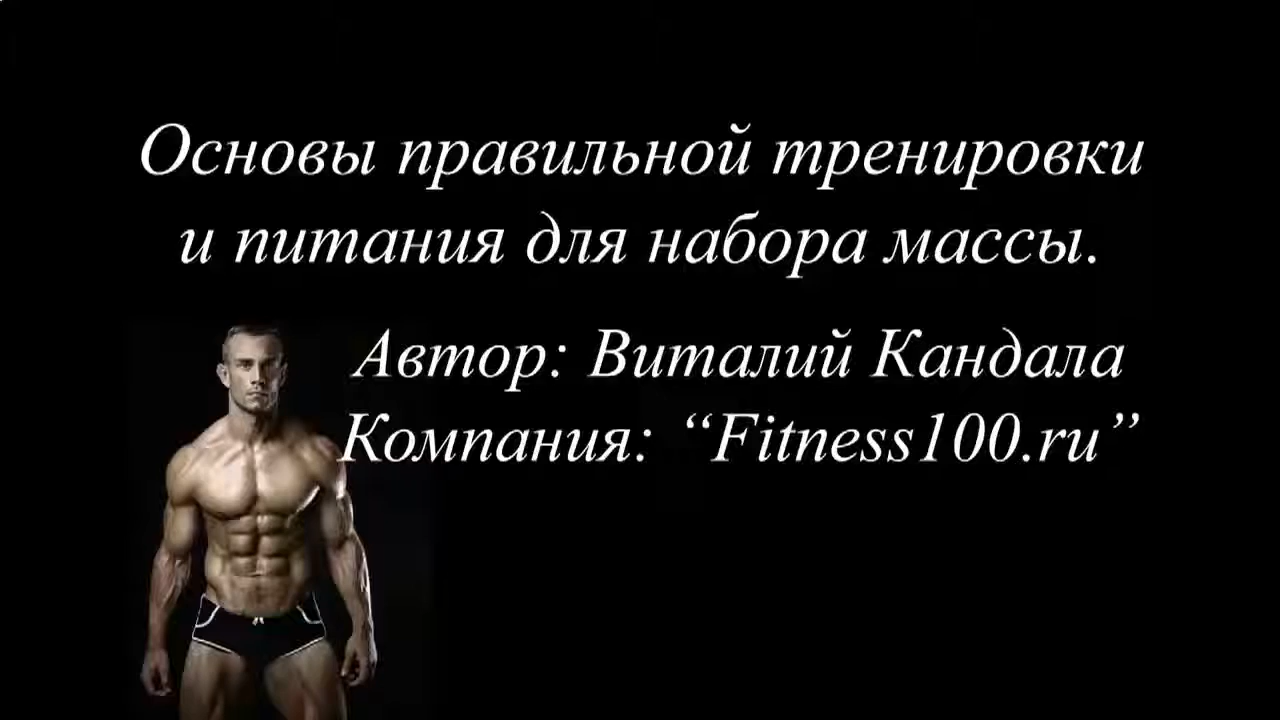 Основы правильной тренировки
и питания для набора массы.
Автор: Виталий Кандала
Компания: “Fitness100.ru”